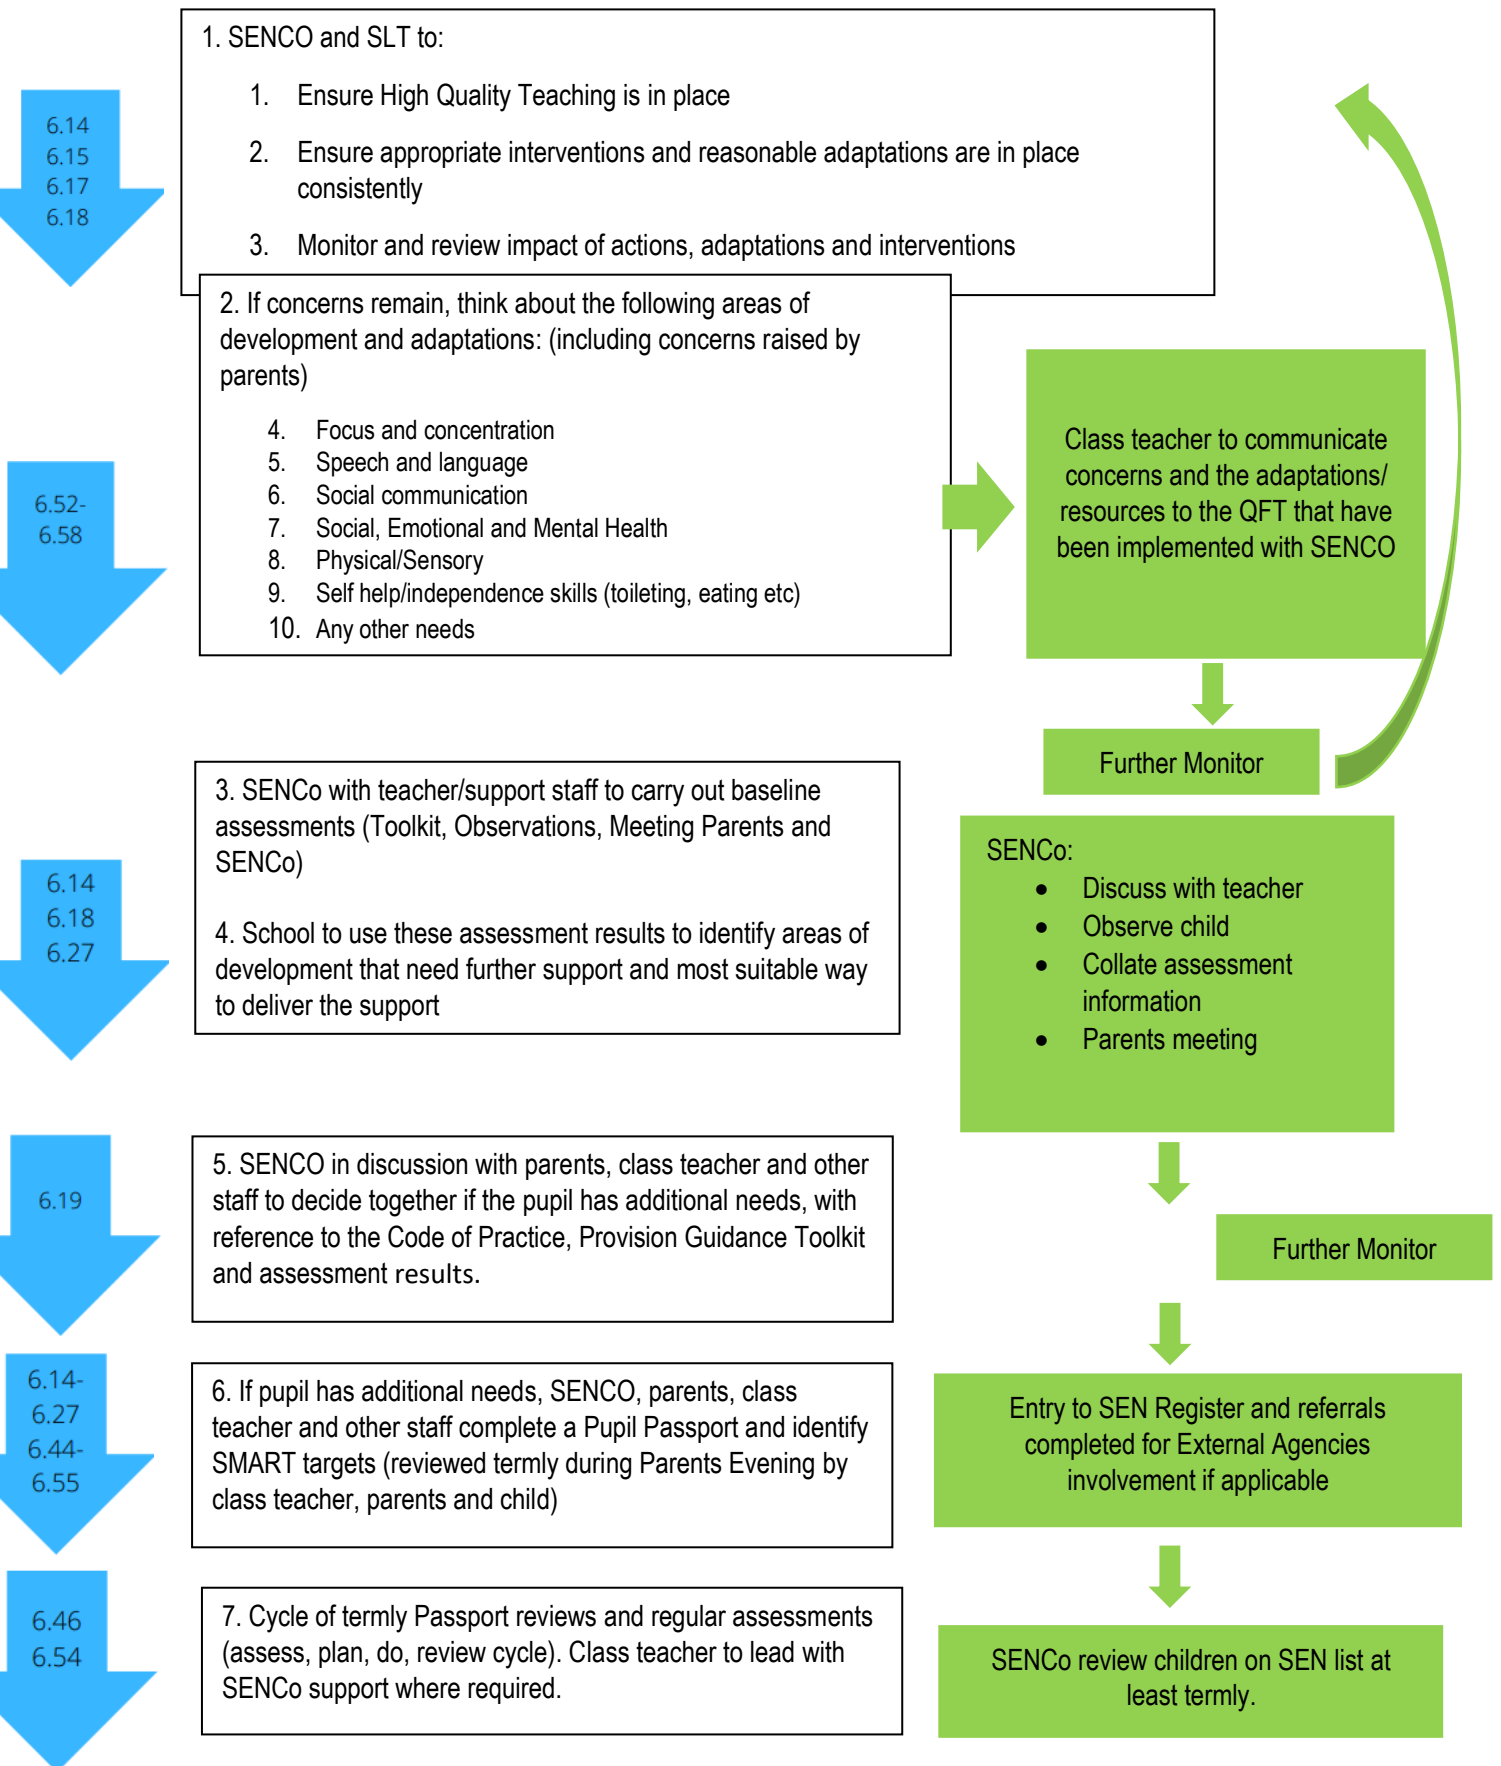 1. SENCO and SLT to:
1. Ensure High Quality Teaching is in place
2. Ensure appropriate interventions and reasonable adaptations are in place
consistently
3. Monitor and review impact of actions, adaptations and interventions
6.14
6.15
6.17
6.18
2. If concerns remain, think about the following areas of
development and adaptations: (including concerns raised by
parents)
4. Focus and concentration
5. Speech and language
6. Social communication
7. Social, Emotional and Mental Health
8. Physical/Sensory
9. Self help/independence skills (toileting, eating etc)
10. Any other needs
6.52-
6.58
Class teacher to communicate
concerns and the adaptations/
resources to the QFT that have
been implemented with SENCO
Further Monitor
3. SENCo with teacher/support staff to carry out baseline
assessments (Toolkit, Observations, Meeting Parents and
SENCo)
4. School to use these assessment results to identify areas of
development that need further support and most suitable way
to deliver the support
6.14
6.18
6.27
SENCo:
• Discuss with teacher
• Observe child
• Collate assessment
information
• Parents meeting
5. SENCO in discussion with parents, class teacher and other
staff to decide together if the pupil has additional needs, with
reference to the Code of Practice, Provision Guidance Toolkit
and assessment results.
6.19
Further Monitor
6. If pupil has additional needs, SENCO, parents, class
teacher and other staff complete a Pupil Passport and identify
SMART targets (reviewed termly during Parents Evening by
class teacher, parents and child)
6.14-
6.27
6.44-
6.55
Entry to SEN Register and referrals
completed for External Agencies
involvement if applicable
7. Cycle of termly Passport reviews and regular assessments
(assess, plan, do, review cycle). Class teacher to lead with
SENCo support where required.
6.46
6.54
SENCo review children on SEN list at
least termly.